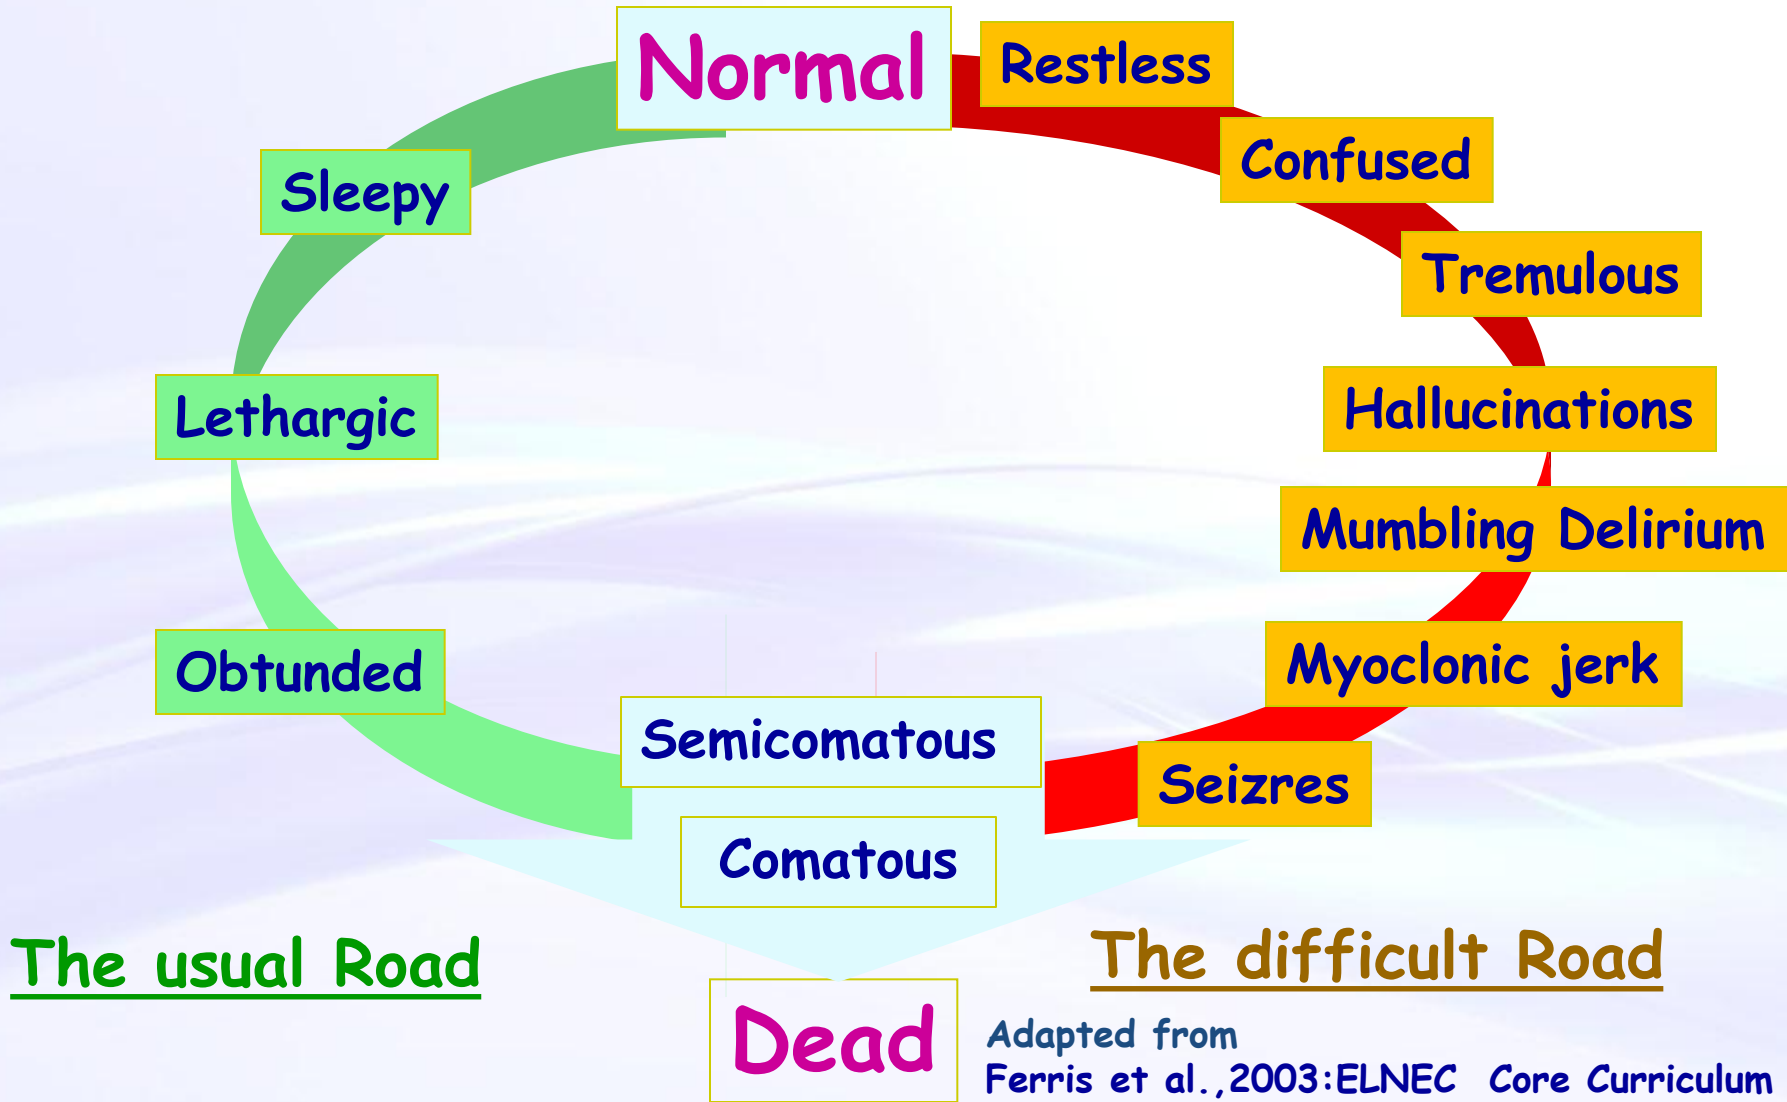 Normal
Restless
Confused
Sleepy
Tremulous
Hallucinations
Lethargic
Mumbling Delirium
Obtunded
Myoclonic jerk
Semicomatous
Seizres
Comatous
The usual Road
The difficult Road
Dead
Adapted from
Ferris et al.,2003:ELNEC Core Curriculum